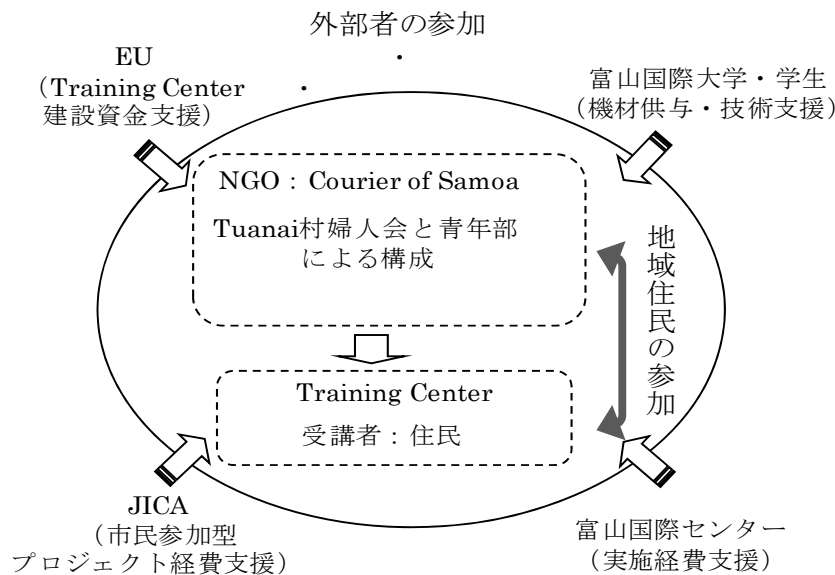 外部者の参加
EU
(Training Center
建設資金支援)
富山国際大学・学生
(機材供与・技術支援)
NGO：Courier of Samoa
Tuanai村婦人会と青年部
による構成
地域住民の参加
Training Center
受講者：住民
JICA
(市民参加型
プロジェクト経費支援)
富山国際センター
(実施経費支援)